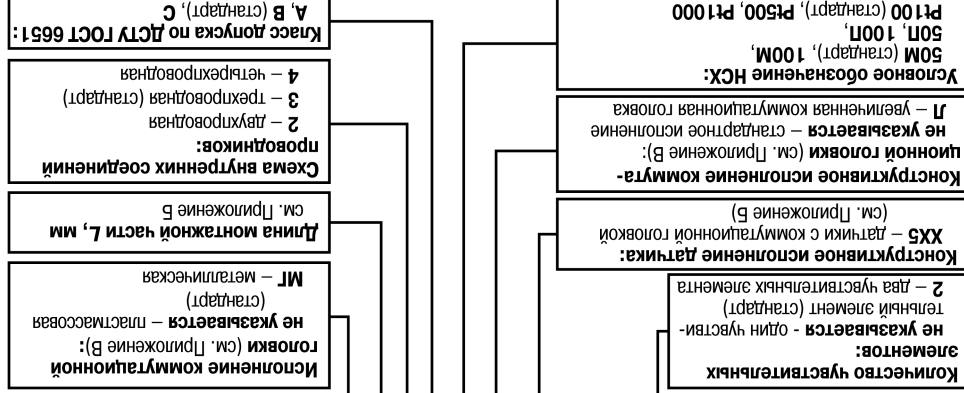 Количество чувствительных
элементов:
не указывается - один чувстви-
тельный элемент (стандарт)
2 – два чувствительных элемента
Конструктивное исполнение датчика:
ХХ5 – датчики с коммутационной головкой
(см. Приложение Б)
Конструктивное исполнение коммута-
ционной головки (см. Приложение В):
не указывается – стандартное исполнение
Л – увеличенная коммутационная головка
Условное обозначение НСХ:
50М (стандарт), 100М,
50П, 100П,
Pt100 (стандарт), Pt500, Pt1000
Исполнение коммутационной
головки (см. Приложение В):
не указывается – пластмассовая
(стандарт)
МГ – металлическая
Длина монтажной части L, мм
см. Приложение Б
Схема внутренних соединений
проводников:
2 – двухпроводная
3 – трехпроводная (стандарт)
4 – четырехпроводная
Класс допуска по ДСТУ ГОСТ 6651:
А, В (стандарт), С